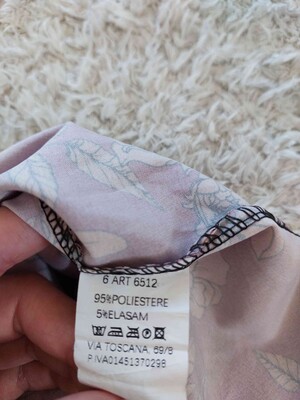 6 ART 6512
95%POLIESTERE
5%ELASAM
VIA TOSCANA, 69/8
P.IVA01451370298